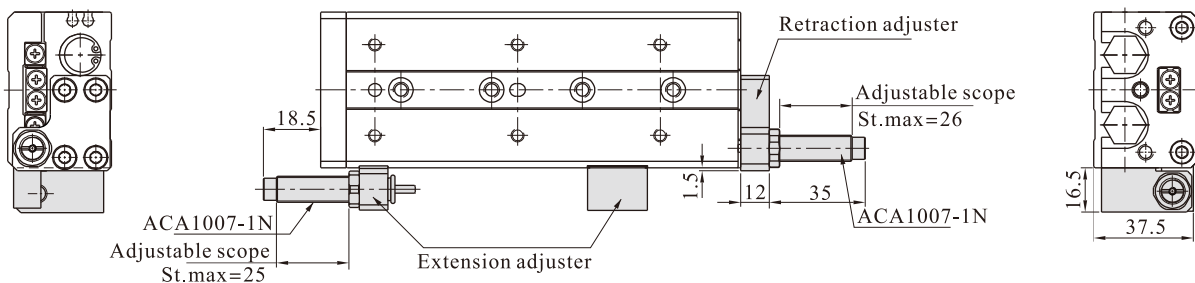 Retraction adjuster
Adjustable scope
St.max=26
18.5
1.5
12
35
ACA1007-1N
ACA1007-1N
Adjustable scope
St.max=25
Extension adjuster
16.5
37.5